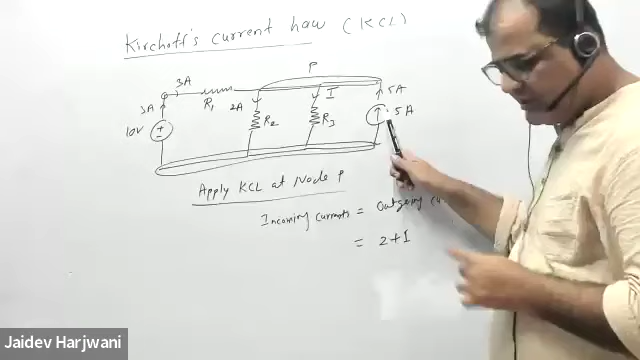 Kirchoff's Current Law (KCL)
P
3A
R1
3A
2A
I
5A
10V
+
-
R2
R3
5A
Apply KCL at Node P
Incoming currents = Outgoing cu
= 2+I
Jaidev Harjwani